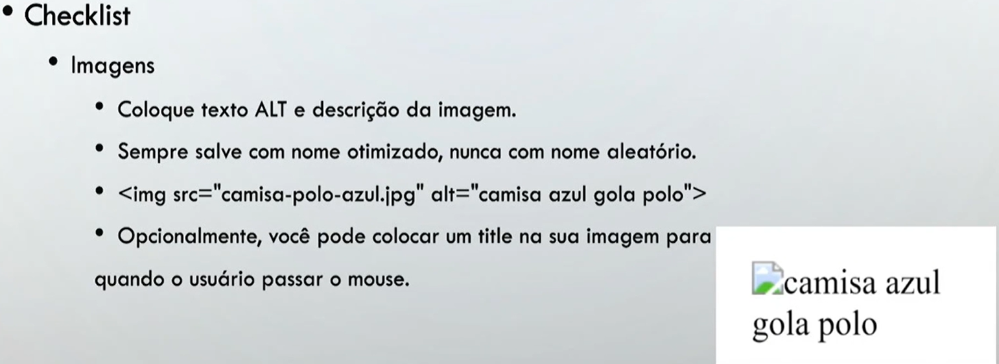 • Checklist
• Imagens
• Coloque texto ALT e descrição da imagem.
• Sempre salve com nome otimizado, nunca com nome aleatório.
• <img src="camisa-polo-azul.jpg" alt="camisa azul gola polo">
• Opcionalmente, você pode colocar um title na sua imagem para
quando o usuário passar o mouse.
camisa azul
gola polo